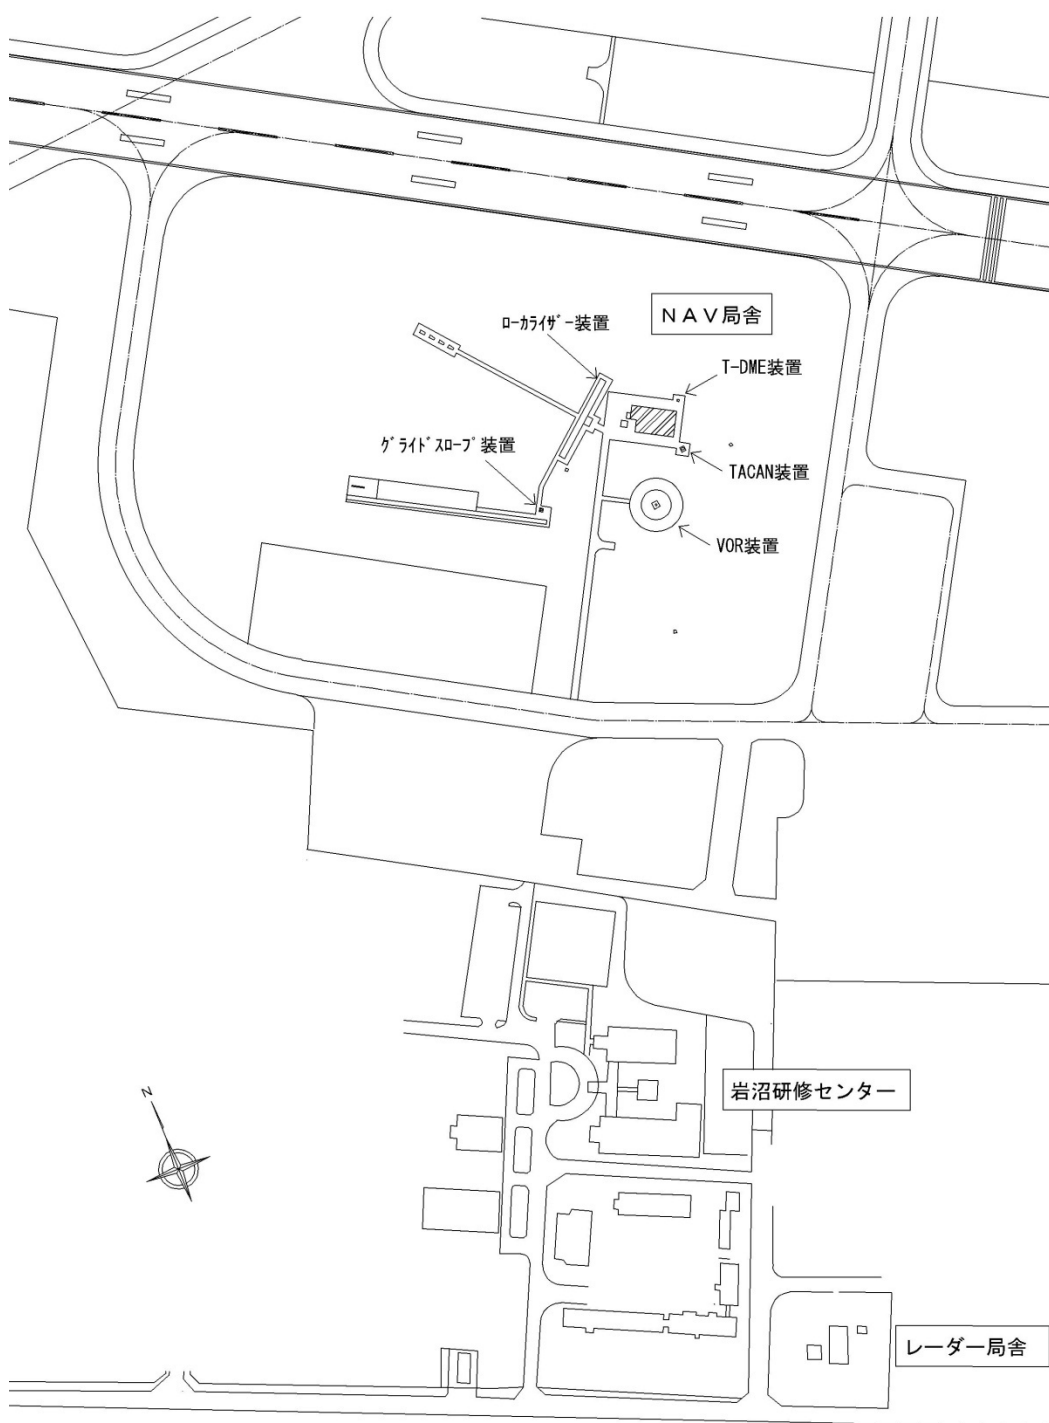 NAV局舎
ローカライザー装置
T-DME装置
グライドスロープ装置
TACAN装置
VOR装置
岩沼研修センター
N
レーダー局舎